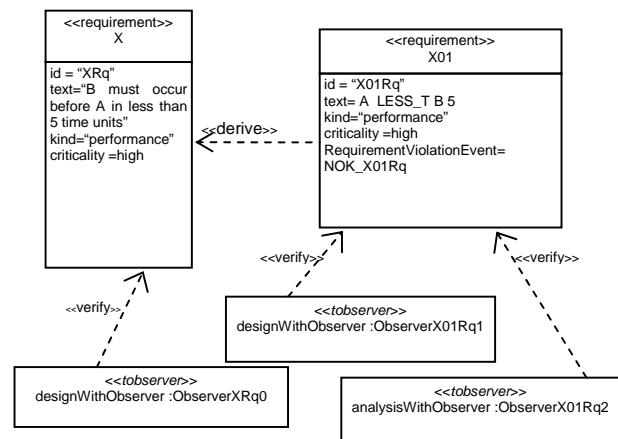 <<requirement>>
X
id = “XRq”
text=“B must occur
before A in less than
5 time units”
kind=“performance”
criticality =high
<<derive>>
<<requirement>>
X01
id = “X01Rq”
text= A LESS_T B 5
kind=“performance”
criticality =high
RequirementViolationEvent=
NOK_X01Rq
<<verify>>
<<verify>>
<<verify>>
<<tobserver>>
designWithObserver :ObserverX01Rq1
<<tobserver>>
designWithObserver :ObserverXRq0
<<tobserver>>
analysisWithObserver :ObserverX01Rq2